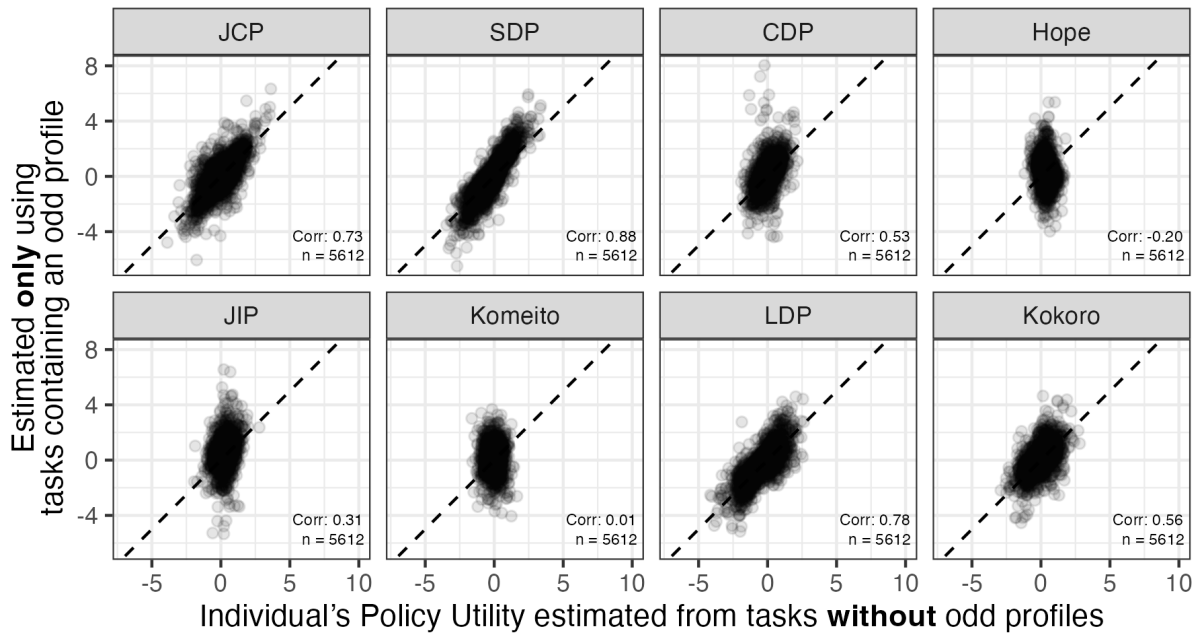 JCP
SDP
CDP
Hope
8
4
0
-4
Corr: 0.73
n = 5612
Corr: 0.88
n = 5612
Corr: 0.53
n = 5612
Corr: -0.20
n = 5612
Estimated only using
tasks containing an odd profile
JIP
Komeito
LDP
Kokoro
8
4
0
-4
Corr: 0.31
n = 5612
Corr: 0.01
n = 5612
Corr: 0.78
n = 5612
Corr: 0.56
n = 5612
-5 0 5 10
-5 0 5 10
-5 0 5 10
-5 0 5 10
Individual’s Policy Utility estimated from tasks without odd profiles